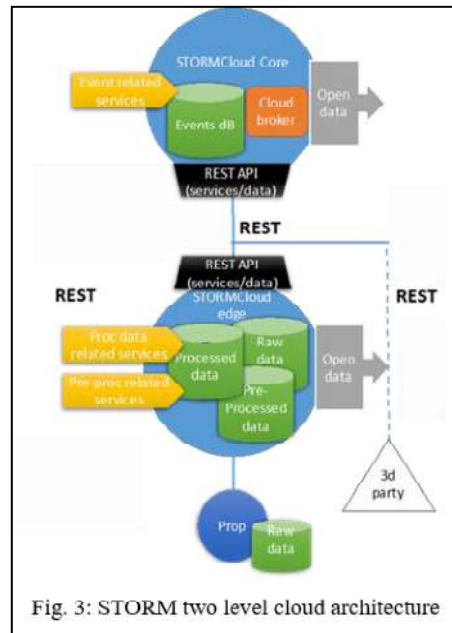 STORMCloud Core
Event related
services
Events dB
Cloud
broker
Open
data
REST API
(services/data)
REST
REST API
(services/data)
REST
REST
STORMCloud
edge
Proc data
related services
Processed
data
Raw
data
Pre-proc related
services
Pre-
Processed
data
Open
data
3d
party
Prop
Raw
data
Fig. 3: STORM two level cloud architecture